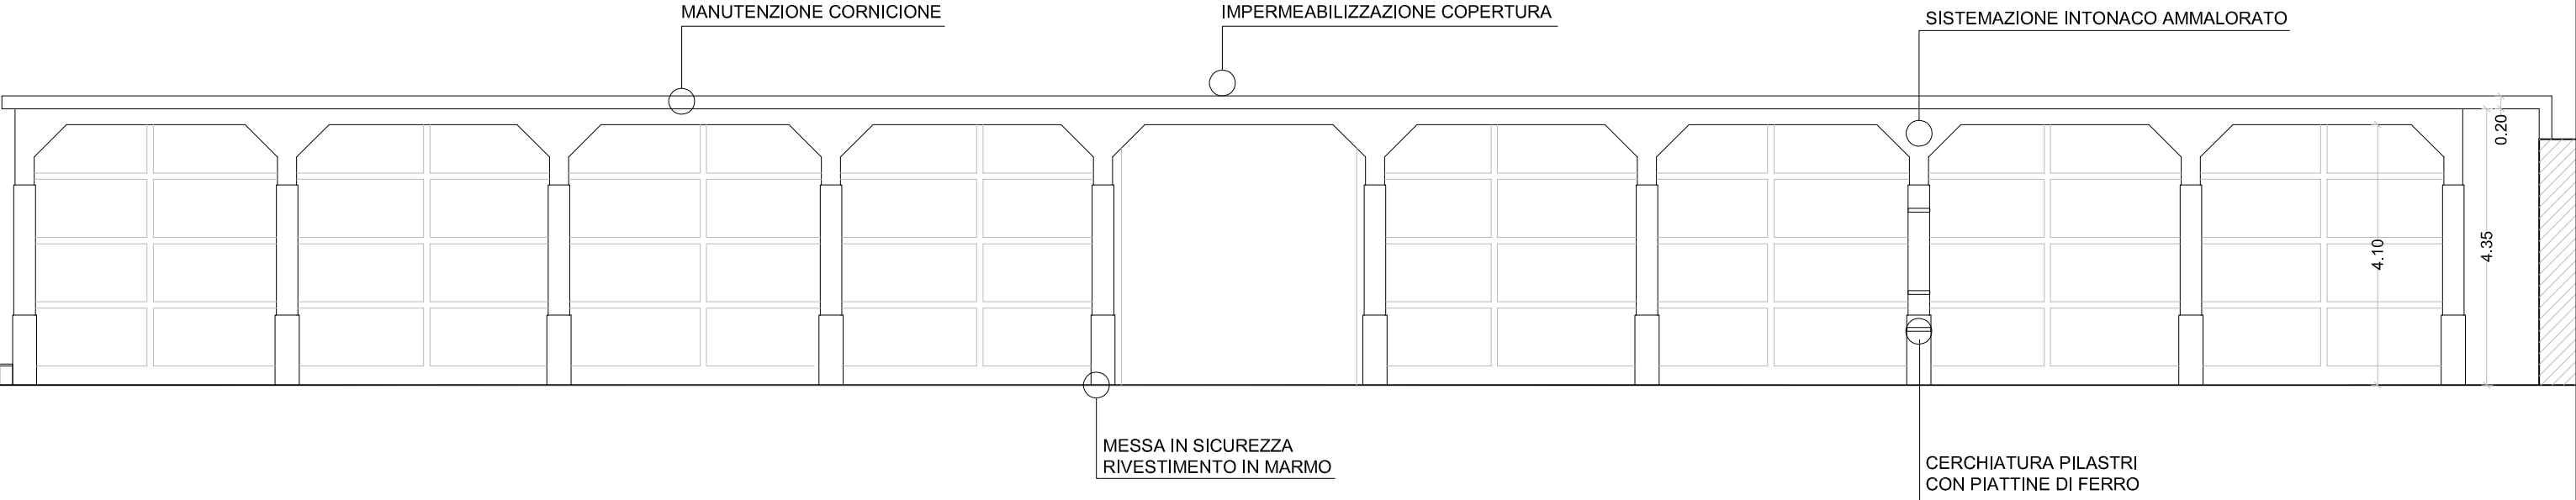 MANUTENZIONE CORNICIONE
IMPERMEABILIZZAZIONE COPERTURA
SISTEMAZIONE INTONACO AMMALORATO
0.20
4.10
4.35
MESSA IN SICUREZZA
RIVESTIMENTO IN MARMO
CERCHIATURA PILASTRI
CON PIATTINE DI FERRO